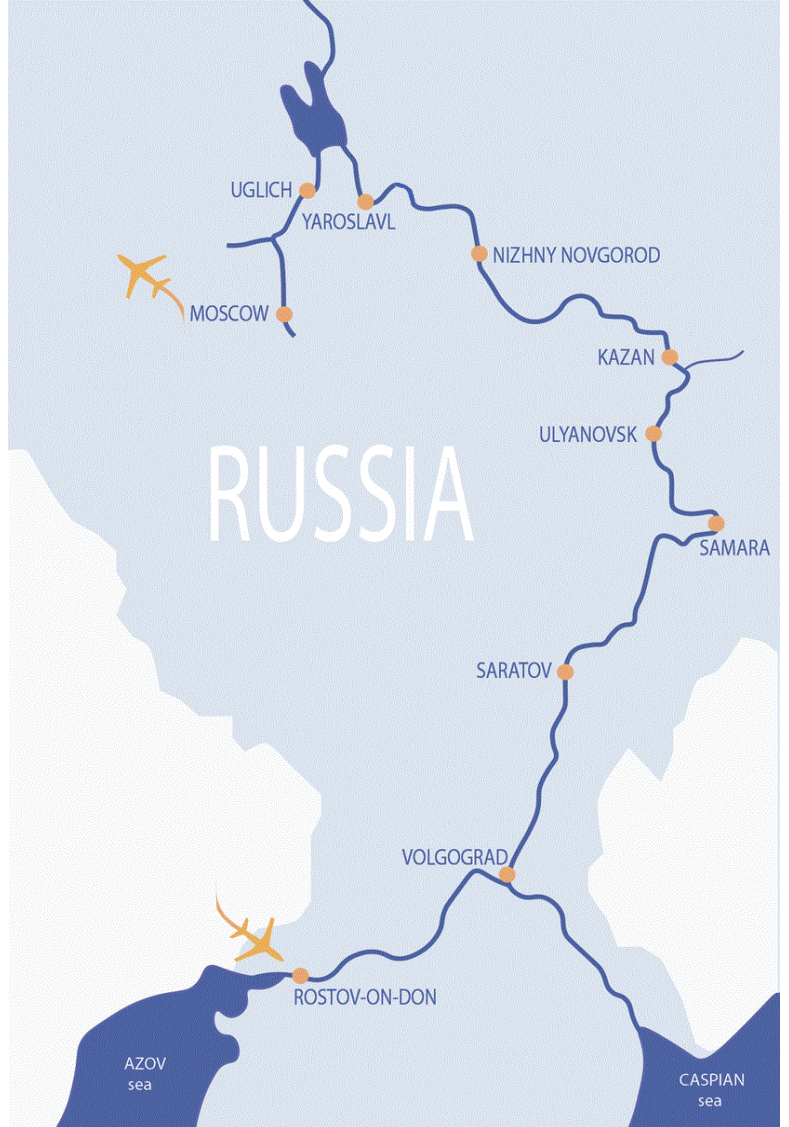 UGLICH
YAROSLAVL
NIZHNY NOVGOROD
MOSCOW
KAZAN
ULYANOVSK
RUSSIA
SAMARA
SARATOV
VOLGOGRAD
ROSTOV-ON-DON
AZOV
sea
CASPIAN
sea